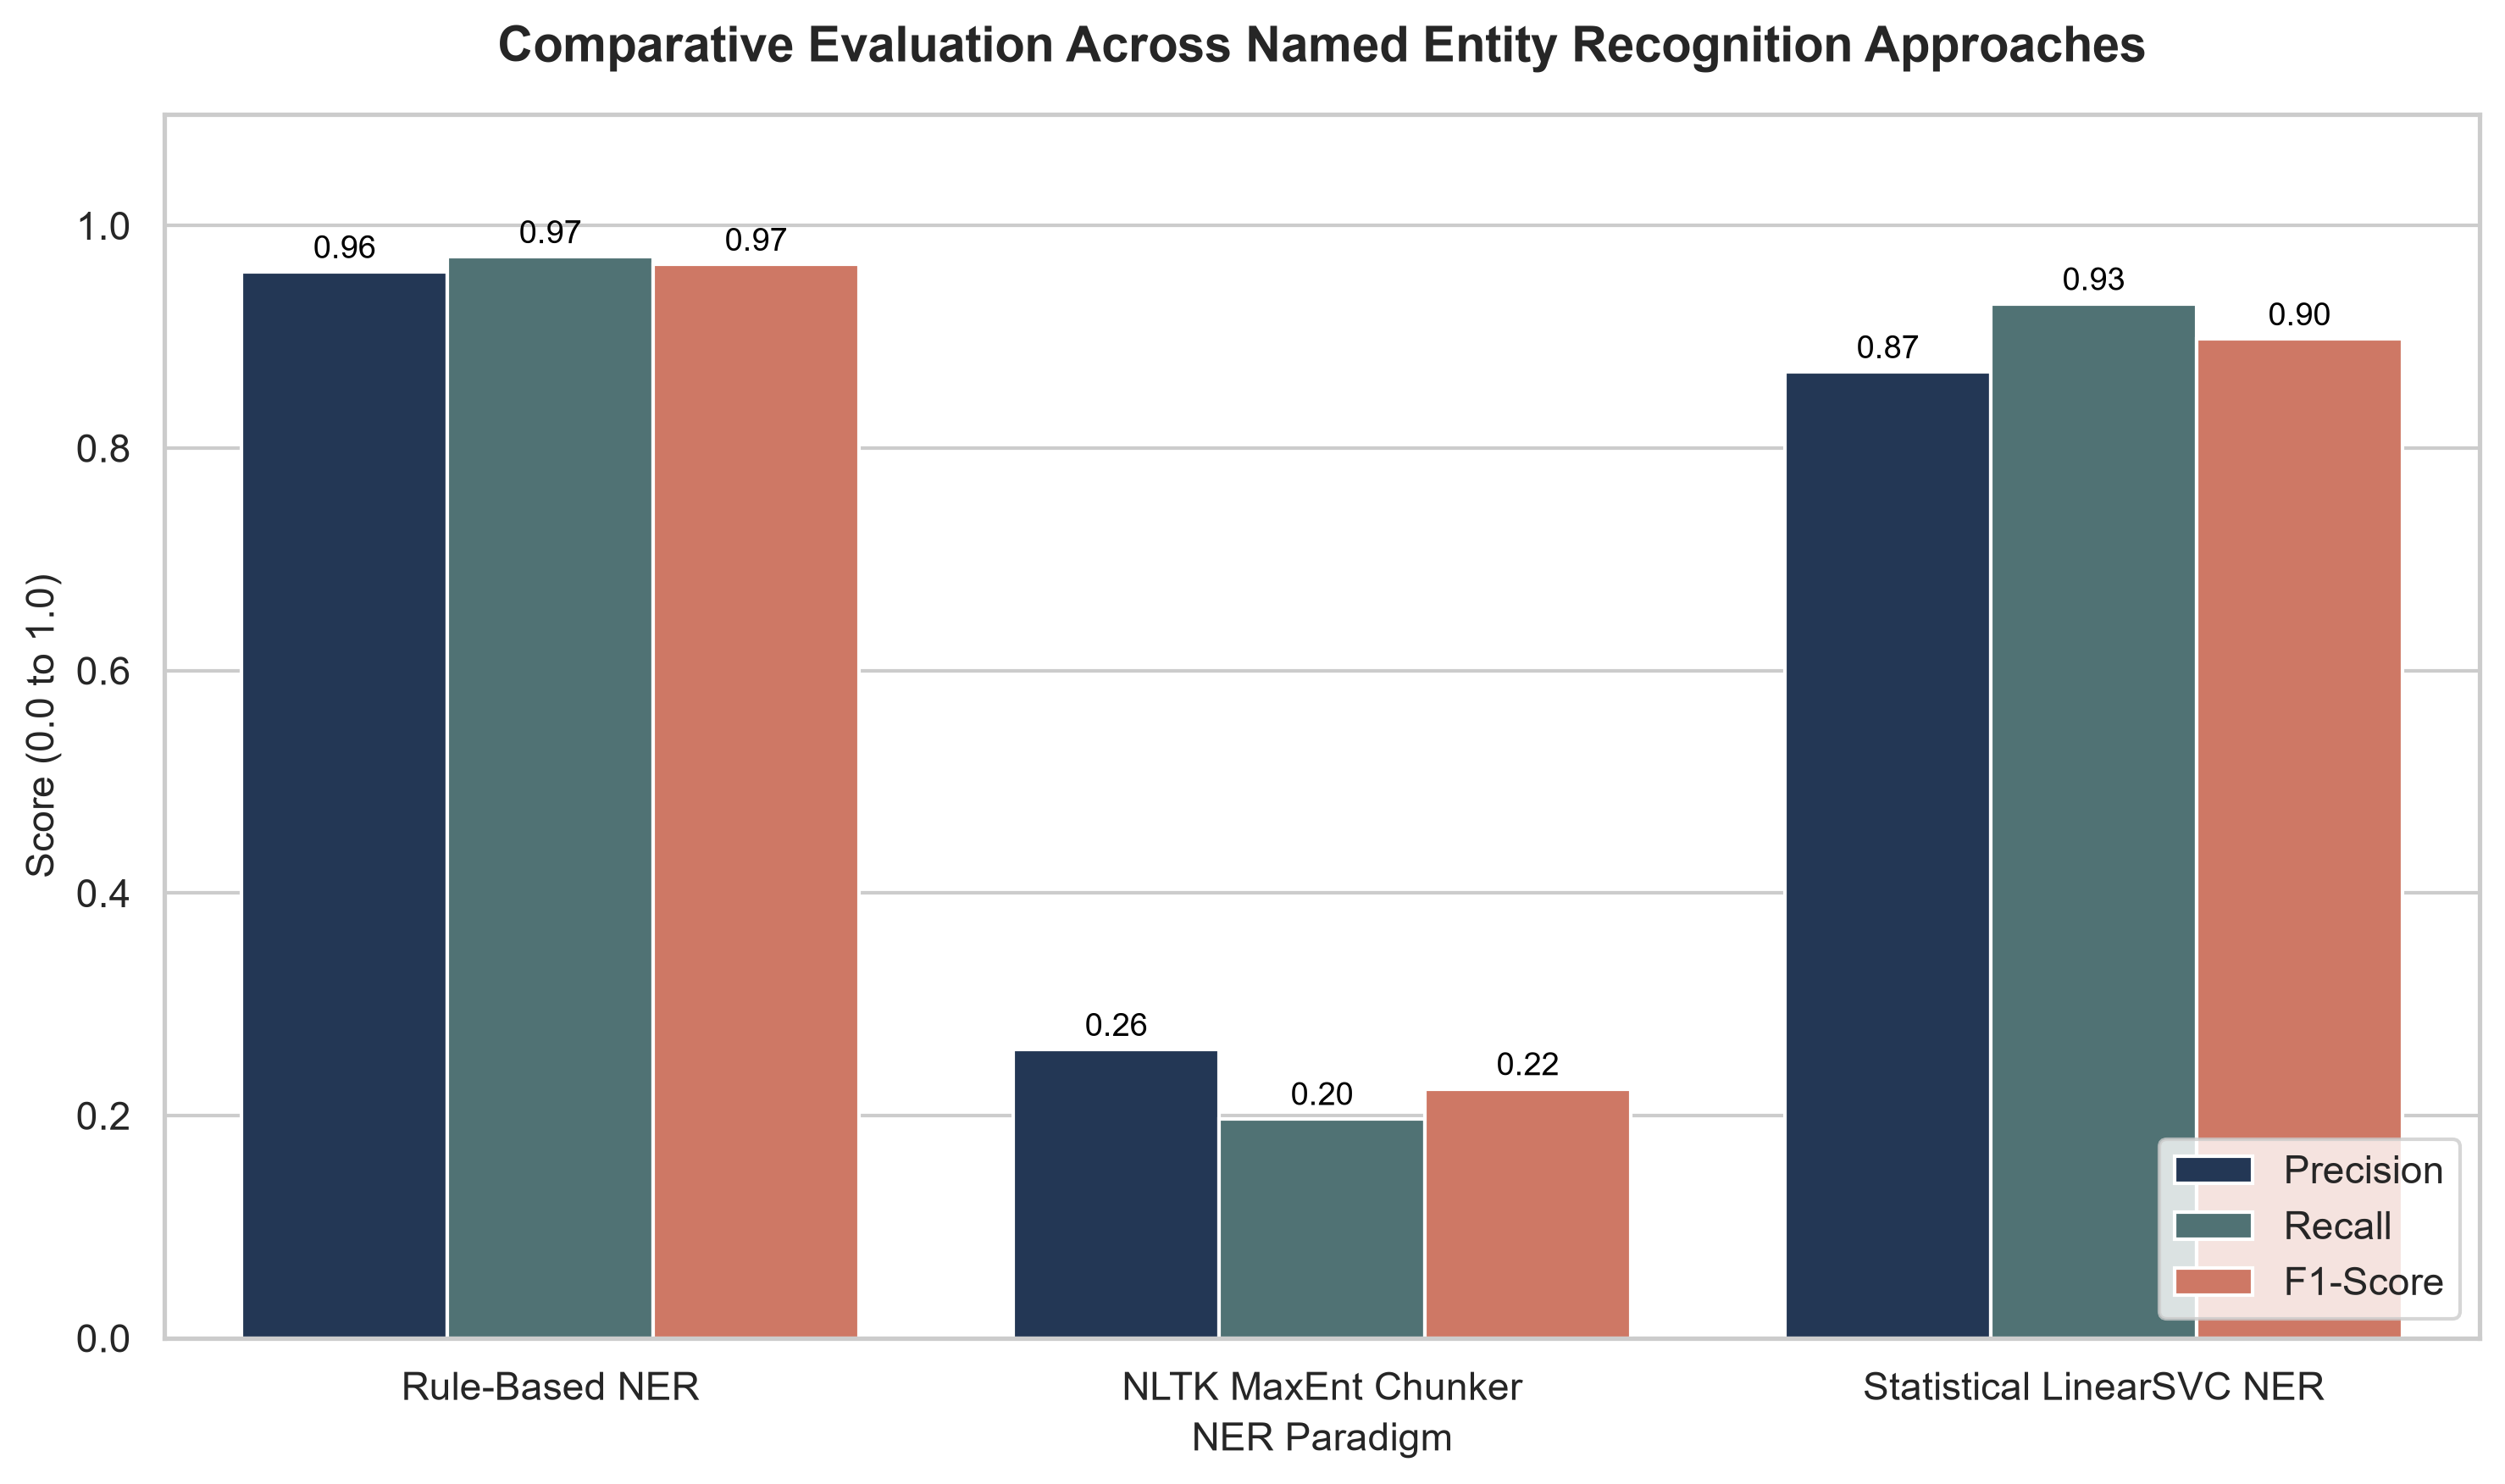 Comparative Evaluation Across Named Entity Recognition Approaches
Score (0.0 to 1.0)
1.0
0.8
0.6
0.4
0.2
0.0
0.96
0.97
0.97
0.26
0.20
0.22
0.87
0.93
0.90
Precision
Recall
F1-Score
Rule-Based NER
NLTK MaxEnt Chunker
Statistical LinearSVC NER
NER Paradigm